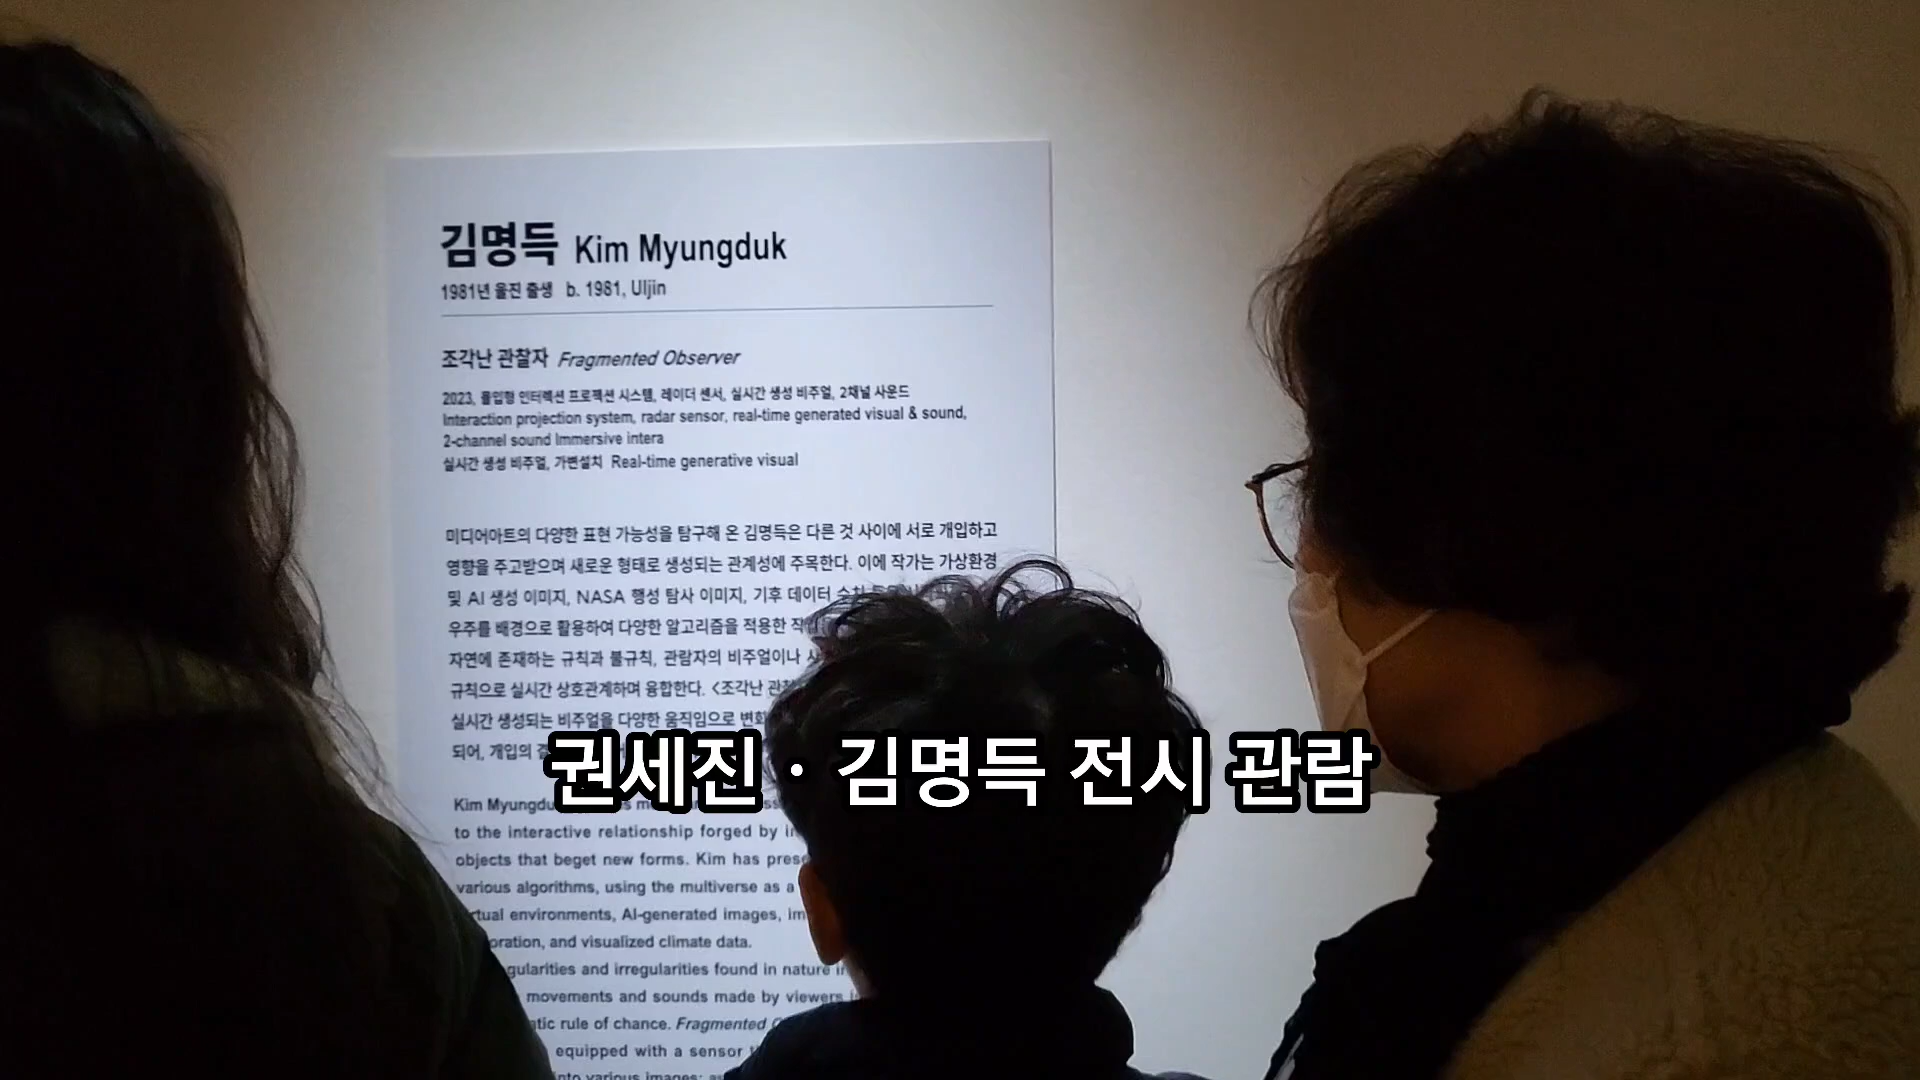 김명득 Kim Myungduk
1981년 울진 출생 b. 1981, Uljin
조각난 관찰자 Fragmented Observer
2023, 몰입형 인터렉션 프로젝션 시스템, 레이더 센서, 실시간 생성 비주얼, 2채널 사운드
Interaction projection system, radar sensor, real-time generated visual & sound,
2-channel sound Immersive intera
실시간 생성 비주얼, 가변설치 Real-time generative visual
미디어아트의 다양한 표현 가능성을 탐구해 온 김명득은 다른 것 사이에 서로 개입하고
영향을 주고받으며 새로운 형태로 생성되는 관계성에 주목한다. 이에 작가는 가상환경
및 AI 생성 이미지, NASA 행성 탐사 이미지, 기후 데이터
우주를 배경으로 활용하여 다양한 알고리즘을 적용한
자연에 존재하는 규칙과 불규칙, 관람자의 비주얼이나
규칙으로 실시간 상호관계하며 융합한다. <조각난
실시간 생성되는 비주얼을 다양한 움직임으로
되어, 개입의
권세진 · 김명득 전시 관람
Kim
to the interactive relationship forged by
objects that beget new forms. Kim has
various algorithms, using the multiverse as a
environments, AI-generated images,
and visualized climate data.
and irregularities found in nature
movements and sounds made by viewers
rule of chance. Fragmented
equipped with a sensor
into various images;